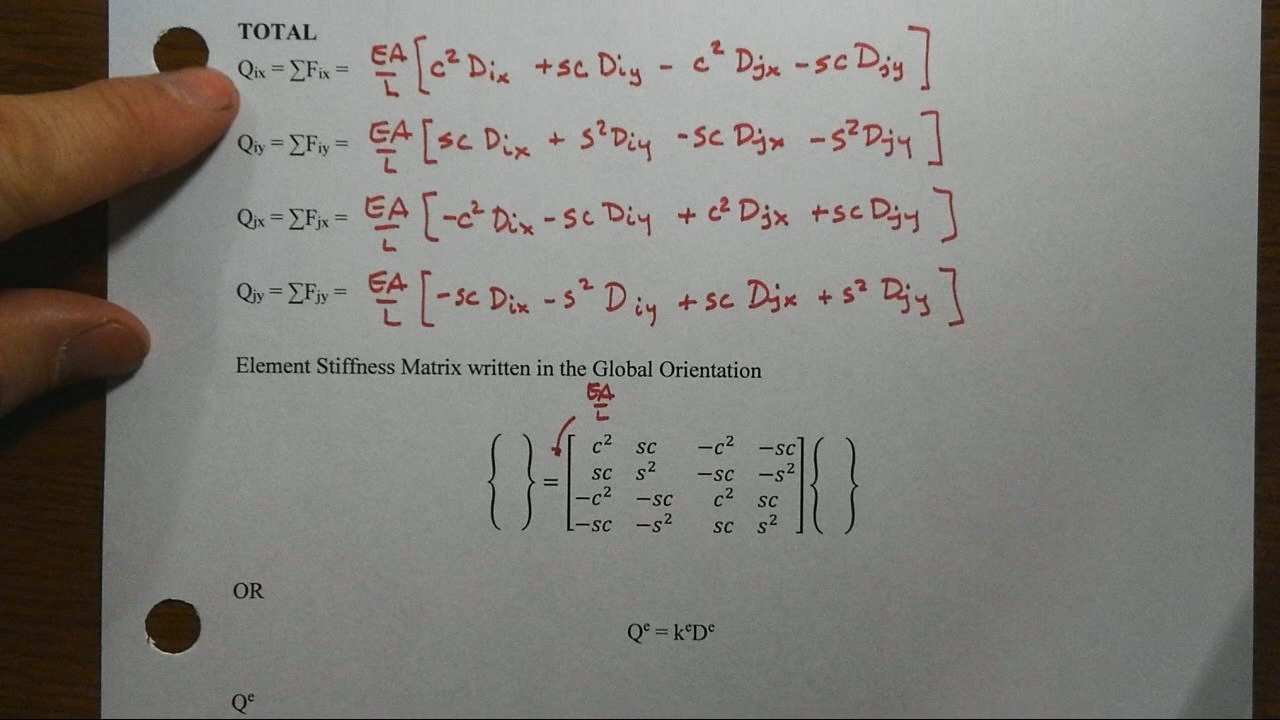 TOTAL
Qix = ∑Fix = EA/L [c² Dix + sc Diy - c² Djx - sc Djy]
Qiy = ∑Fiy = EA/L [sc Dix + s² Diy - sc Djx - s² Djy]
Qjx = ∑Fjx = EA/L [-c² Dix - sc Diy + c² Djx + sc Djy]
Qjy = ∑Fjy = EA/L [-sc Dix - s² Diy + sc Djx + s² Djy]
Element Stiffness Matrix written in the Global Orientation
EA/L
c² sc −c² −sc
{ } = [ sc s² −sc −s² ] { }
−c² −sc c² sc
−sc −s² sc s²
OR
Qᵉ = kᵉDᵉ
Qᵉ